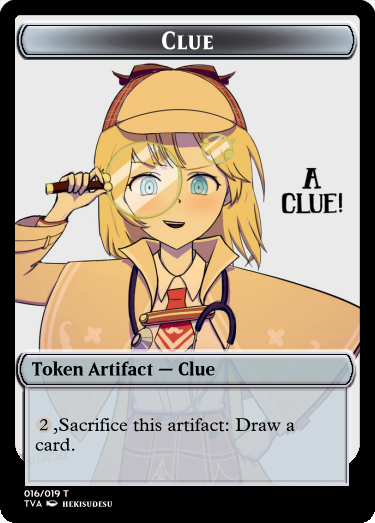 CLUE
A
CLUE!
Token Artifact — Clue
2 ,Sacrifice this artifact: Draw a
card.
016/019 T
TVA HEKISUDESU